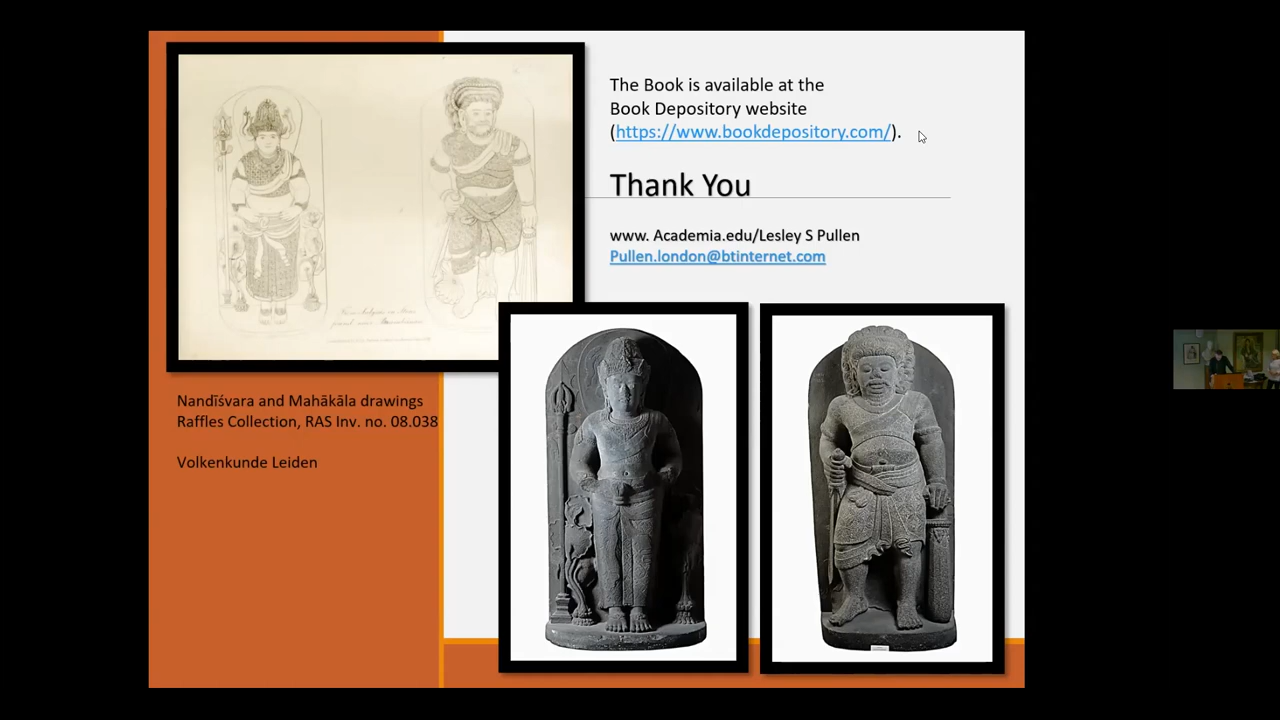 The Book is available at the
Book Depository website
(https://www.bookdepository.com/).
Thank You
www. Academia.edu/Lesley S Pullen
Pullen.london@btinternet.com
Nandīśvara and Mahākāla drawings
Raffles Collection, RAS Inv. no. 08.038
Volkenkunde Leiden